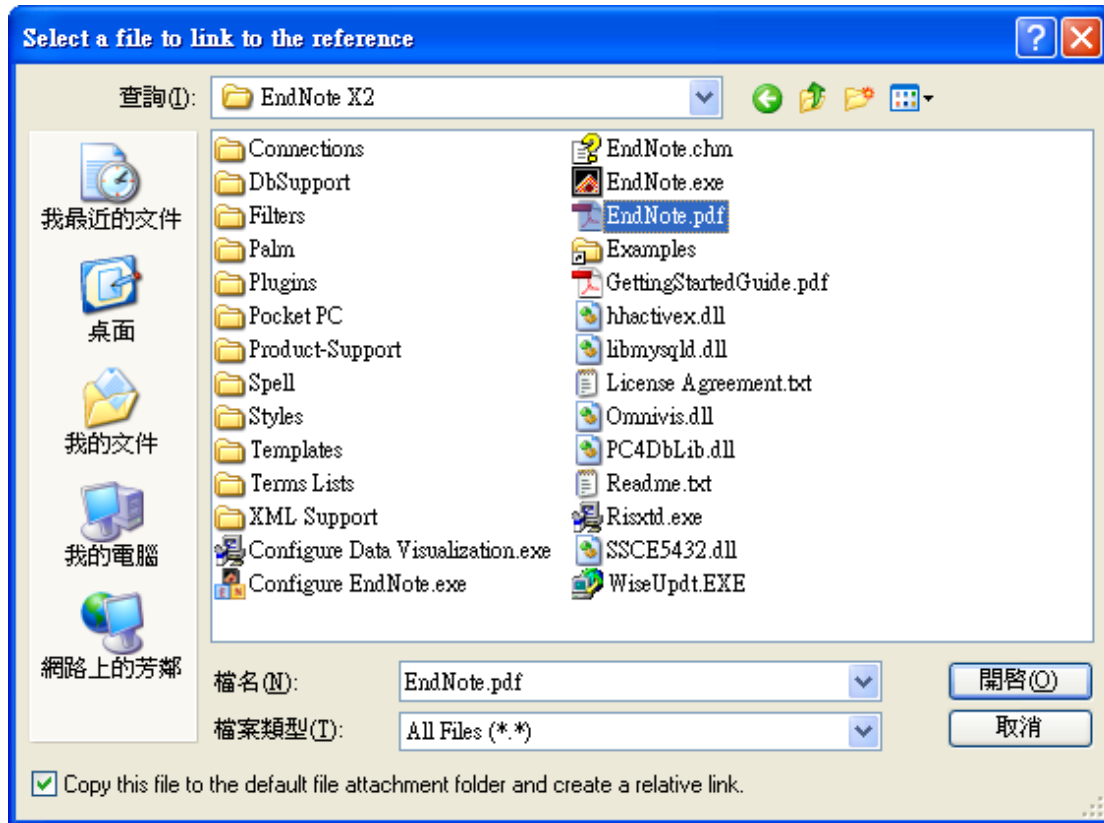 Select a file to link to the reference
查詢(I):
EndNote X2
我最近的文件
桌面
我的文件
我的電腦
網路上的芳鄰
Connections
DbSupport
Filters
Palm
Plugins
Pocket PC
Product-Support
Spell
Styles
Templates
Terms Lists
XML Support
Configure Data Visualization.exe
Configure EndNote.exe
EndNote.chm
EndNote.exe
EndNote.pdf
Examples
GettingStartedGuide.pdf
hhactivex.dll
libmysqld.dll
License Agreement.txt
Omnivis.dll
PC4DbLib.dll
Readme.txt
Risxtd.exe
SSCE5432.dll
WiseUpdt.EXE
檔名(N):
EndNote.pdf
開啓(O)
檔案類型(T):
All Files (*.*)
取消
Copy this file to the default file attachment folder and create a relative link.